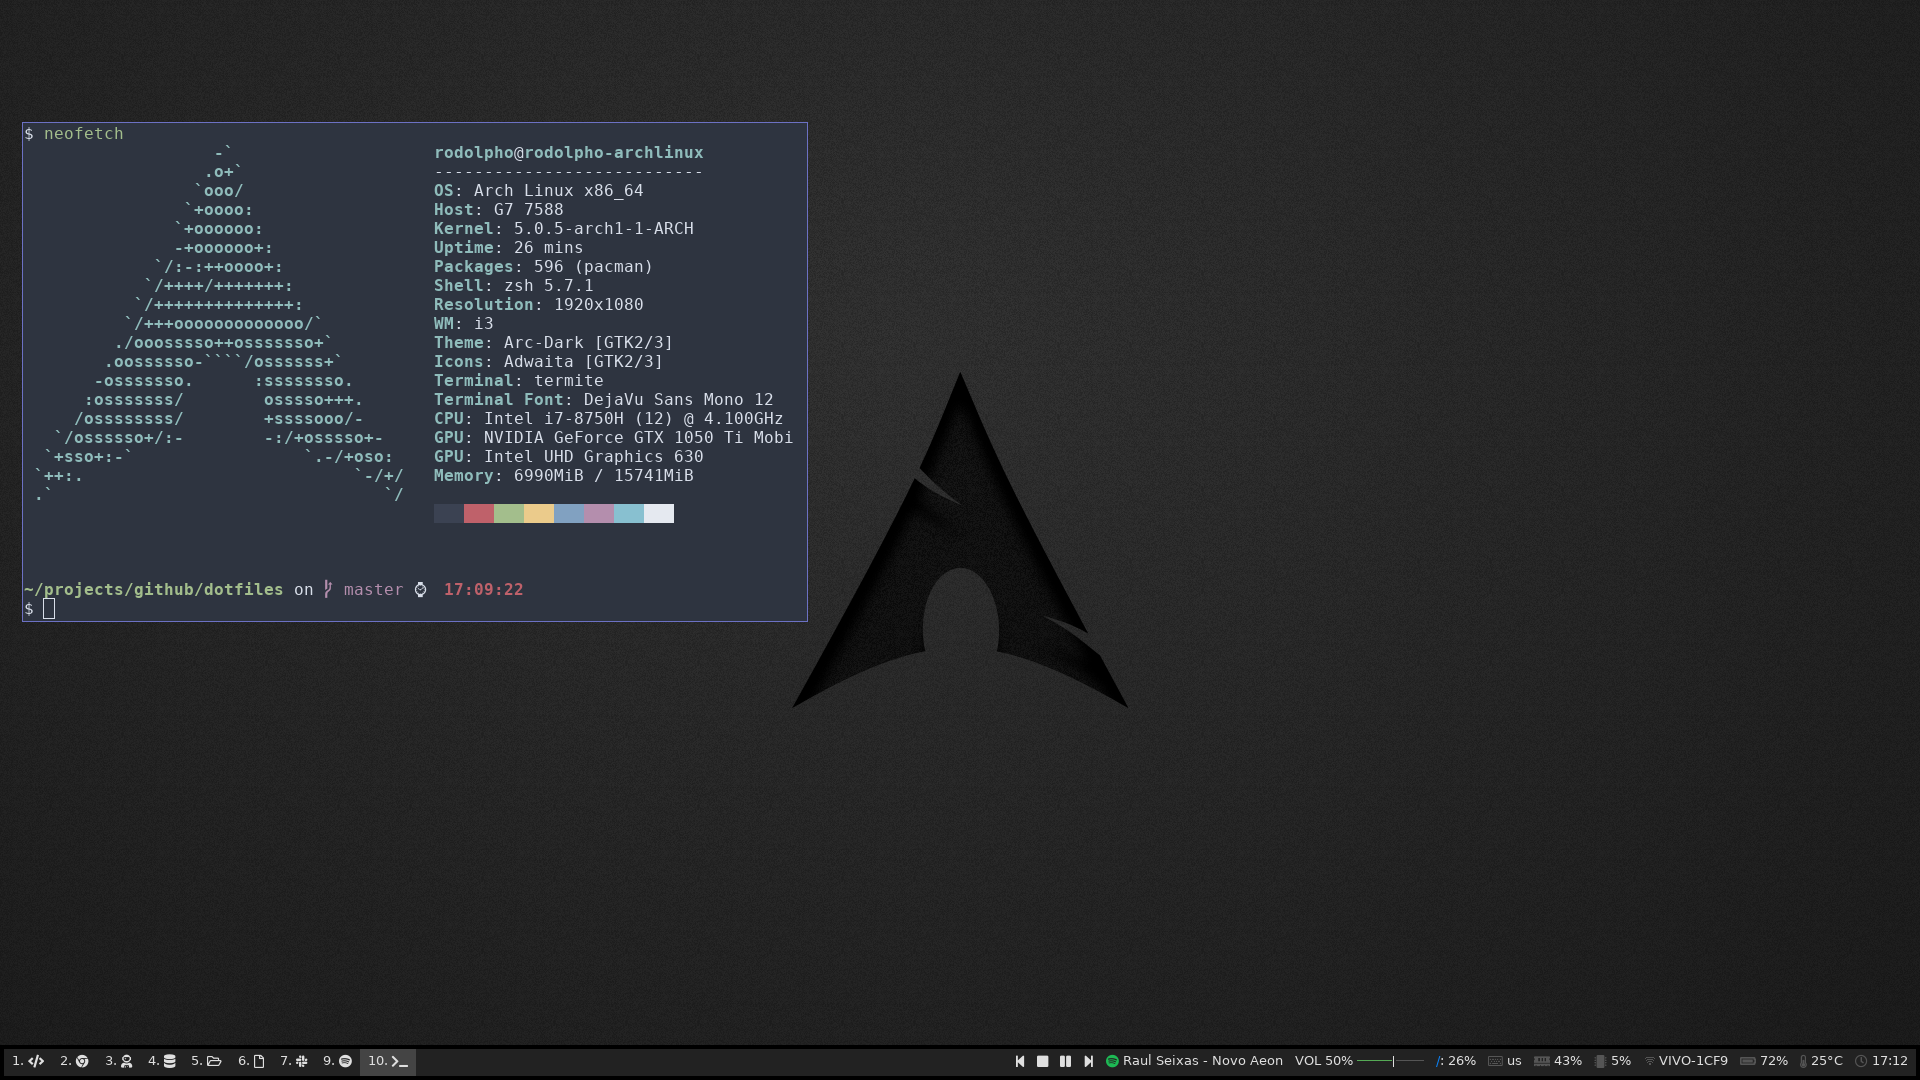 $ neofetch
rodolpho@rodolpho-archlinux
---------------------------
OS: Arch Linux x86_64
Host: G7 7588
Kernel: 5.0.5-arch1-1-ARCH
Uptime: 26 mins
Packages: 596 (pacman)
Shell: zsh 5.7.1
Resolution: 1920x1080
WM: i3
Theme: Arc-Dark [GTK2/3]
Icons: Adwaita [GTK2/3]
Terminal: termite
Terminal Font: DejaVu Sans Mono 12
CPU: Intel i7-8750H (12) @ 4.100GHz
GPU: NVIDIA GeForce GTX 1050 Ti Mobi
GPU: Intel UHD Graphics 630
Memory: 6990MiB / 15741MiB
~/projects/github/dotfiles on master 17:09:22
$
1. 2. 3. 4. 5. 6. 7. 9. 10. Raul Seixas - Novo Aeon VOL 50% /: 26% us 43% 5% VIVO-1CF9 72% 25°C 17:12